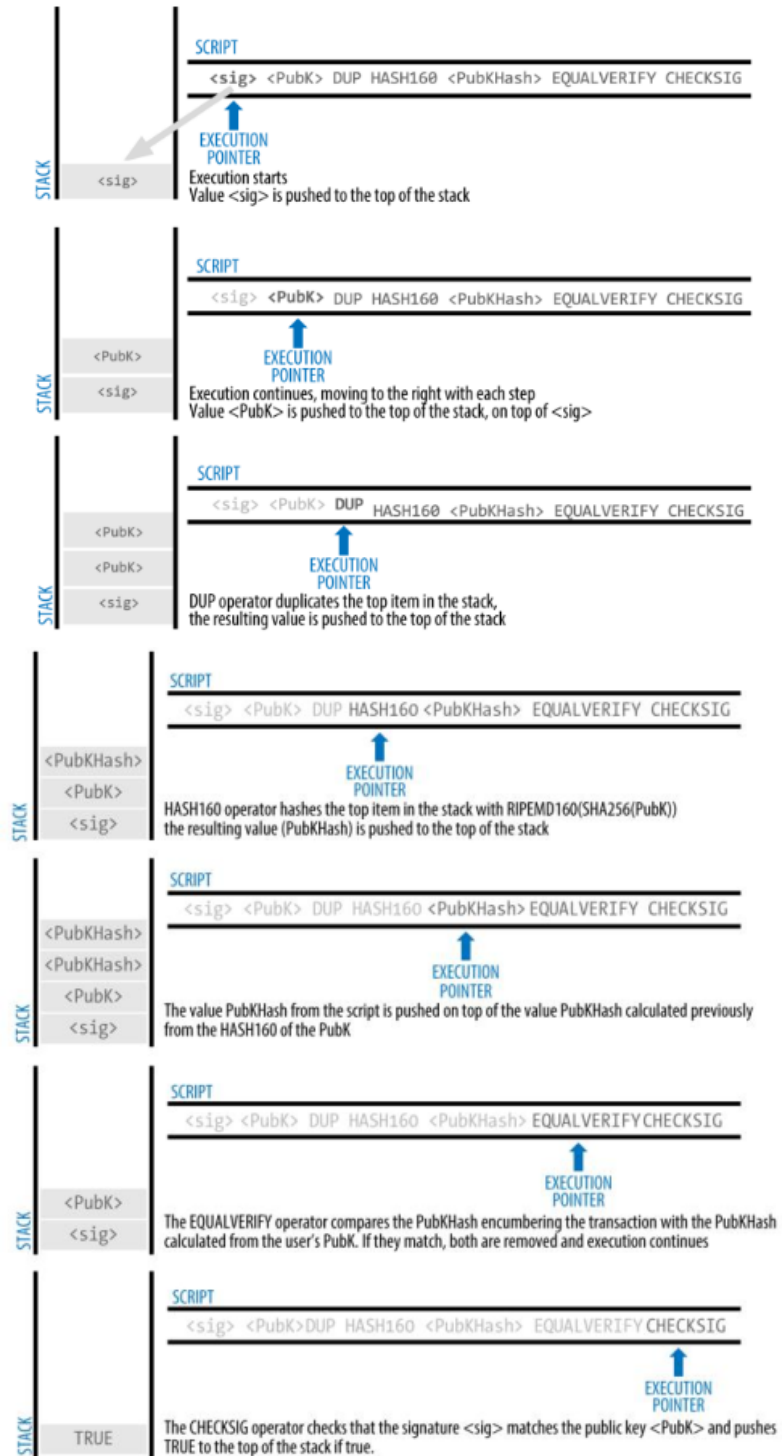 SCRIPT
<sig> <PubK> DUP HASH160 <PubKHash> EQUALVERIFY CHECKSIG
EXECUTION
POINTER
STACK
<sig>
Execution starts
Value <sig> is pushed to the top of the stack
SCRIPT
<sig> <PubK> DUP HASH160 <PubKHash> EQUALVERIFY CHECKSIG
EXECUTION
POINTER
STACK
<PubK>
<sig>
Execution continues, moving to the right with each step
Value <PubK> is pushed to the top of the stack, on top of <sig>
SCRIPT
<sig> <PubK> DUP HASH160 <PubKHash> EQUALVERIFY CHECKSIG
EXECUTION
POINTER
STACK
<PubK>
<PubK>
<sig>
DUP operator duplicates the top item in the stack,
the resulting value is pushed to the top of the stack
SCRIPT
<sig> <PubK> DUP HASH160 <PubKHash> EQUALVERIFY CHECKSIG
EXECUTION
POINTER
STACK
<PubKHash>
<PubK>
<sig>
HASH160 operator hashes the top item in the stack with RIPEMD160(SHA256(PubK))
the resulting value (PubKHash) is pushed to the top of the stack
SCRIPT
<sig> <PubK> DUP HASH160 <PubKHash> EQUALVERIFY CHECKSIG
EXECUTION
POINTER
STACK
<PubKHash>
<PubKHash>
<PubK>
<sig>
The value PubKHash from the script is pushed on top of the value PubKHash calculated previously
from the HASH160 of the PubK
SCRIPT
<sig> <PubK> DUP HASH160 <PubKHash> EQUALVERIFY CHECKSIG
EXECUTION
POINTER
STACK
<PubK>
<sig>
The EQUALVERIFY operator compares the PubKHash encumbering the transaction with the PubKHash
calculated from the user's PubK. If they match, both are removed and execution continues
SCRIPT
<sig> <PubK>DUP HASH160 <PubKHash> EQUALVERIFY CHECKSIG
EXECUTION
POINTER
STACK
TRUE
The CHECKSIG operator checks that the signature <sig> matches the public key <PubK> and pushes
TRUE to the top of the stack if true.